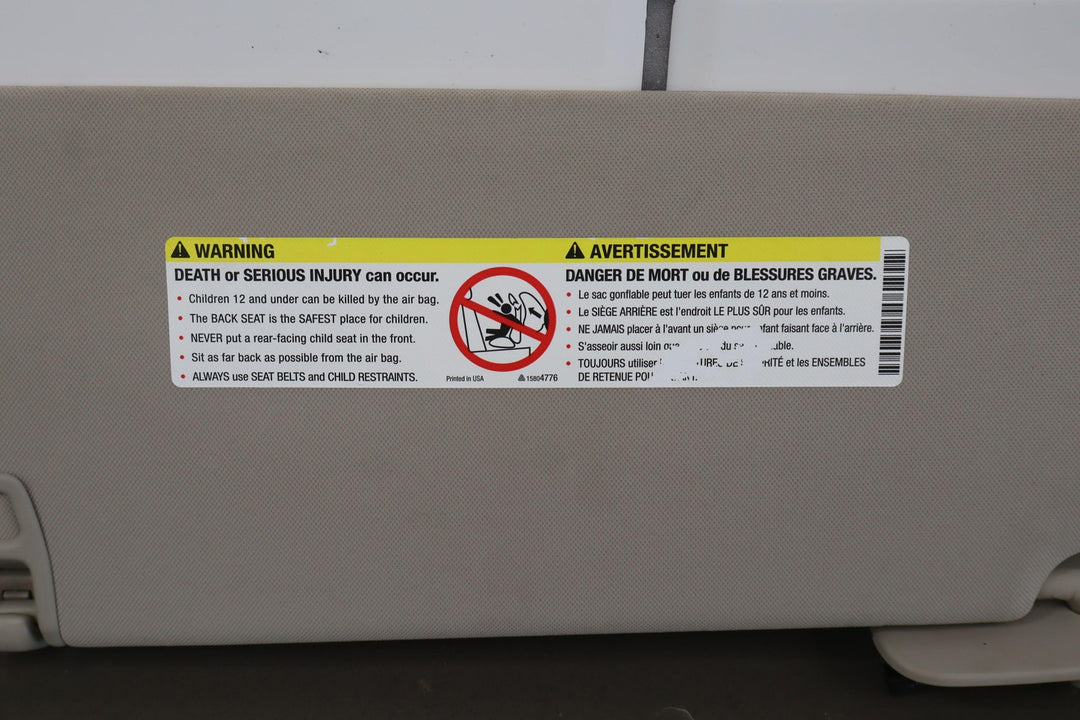 WARNING
DEATH or SERIOUS INJURY can occur.
• Children 12 and under can be killed by the air bag.
• The BACK SEAT is the SAFEST place for children.
• NEVER put a rear-facing child seat in the front.
• Sit as far back as possible from the air bag.
• ALWAYS use SEAT BELTS and CHILD RESTRAINTS.
Printed in USA
15804776
AVERTISSEMENT
DANGER DE MORT ou de BLESSURES GRAVES.
• Le sac gonflable peut tuer les enfants de 12 ans et moins.
• Le SIÈGE ARRIÈRE est l'endroit LE PLUS SÛR pour les enfants.
• NE JAMAIS placer à l'avant un faisant face à l'arrière.
• S'asseoir aussi loin du
• TOUJOURS utiliser et les ENSEMBLES
DE RETENUE